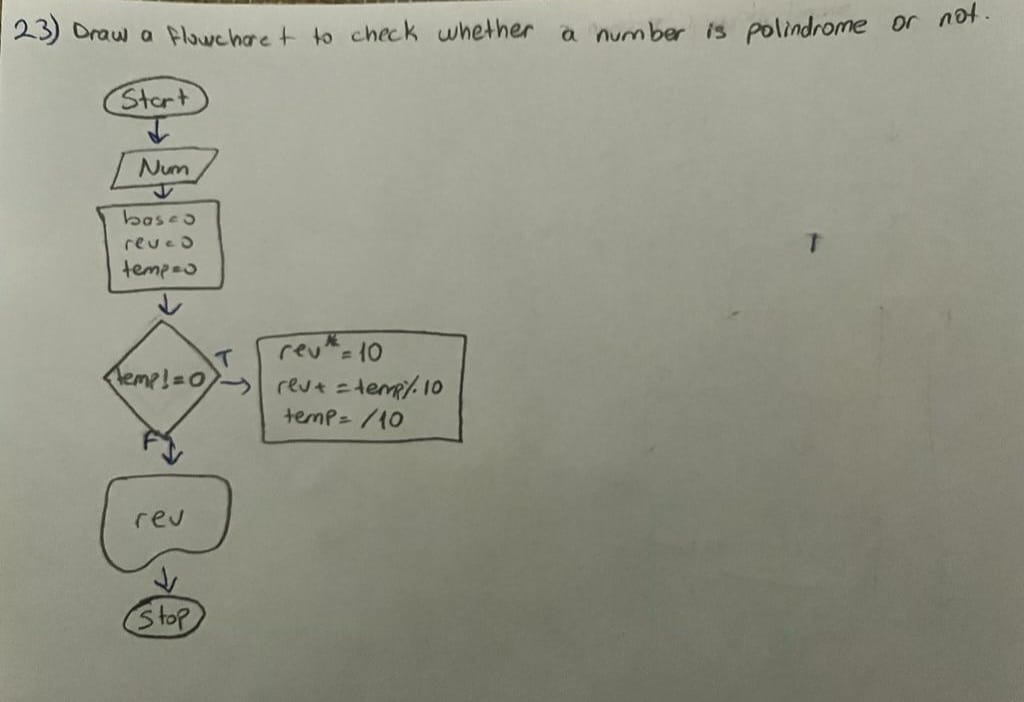 23) Draw a flowchart to check whether a number is polindrome or not.
Start
Num
bas=0
rev=0
temp=0
temp!=0
T
rev*=10
rev+=temp%10
temp=/10
F
rev
Stop
T